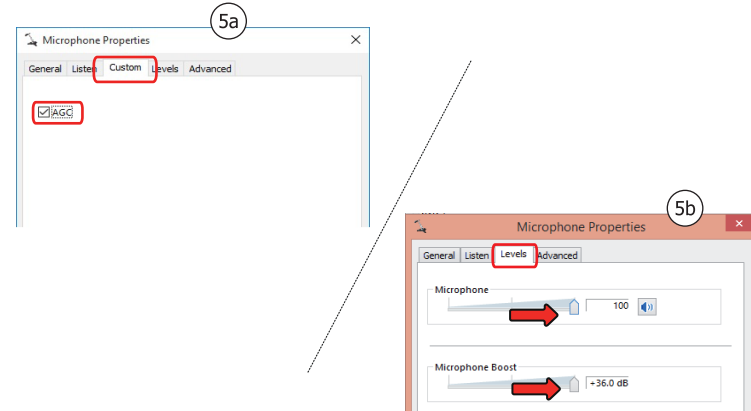 5a
Microphone Properties
General Listen Custom Levels Advanced
AGC
5b
Microphone Properties
General Listen Levels Advanced
Microphone
100
Microphone Boost
+36.0 dB